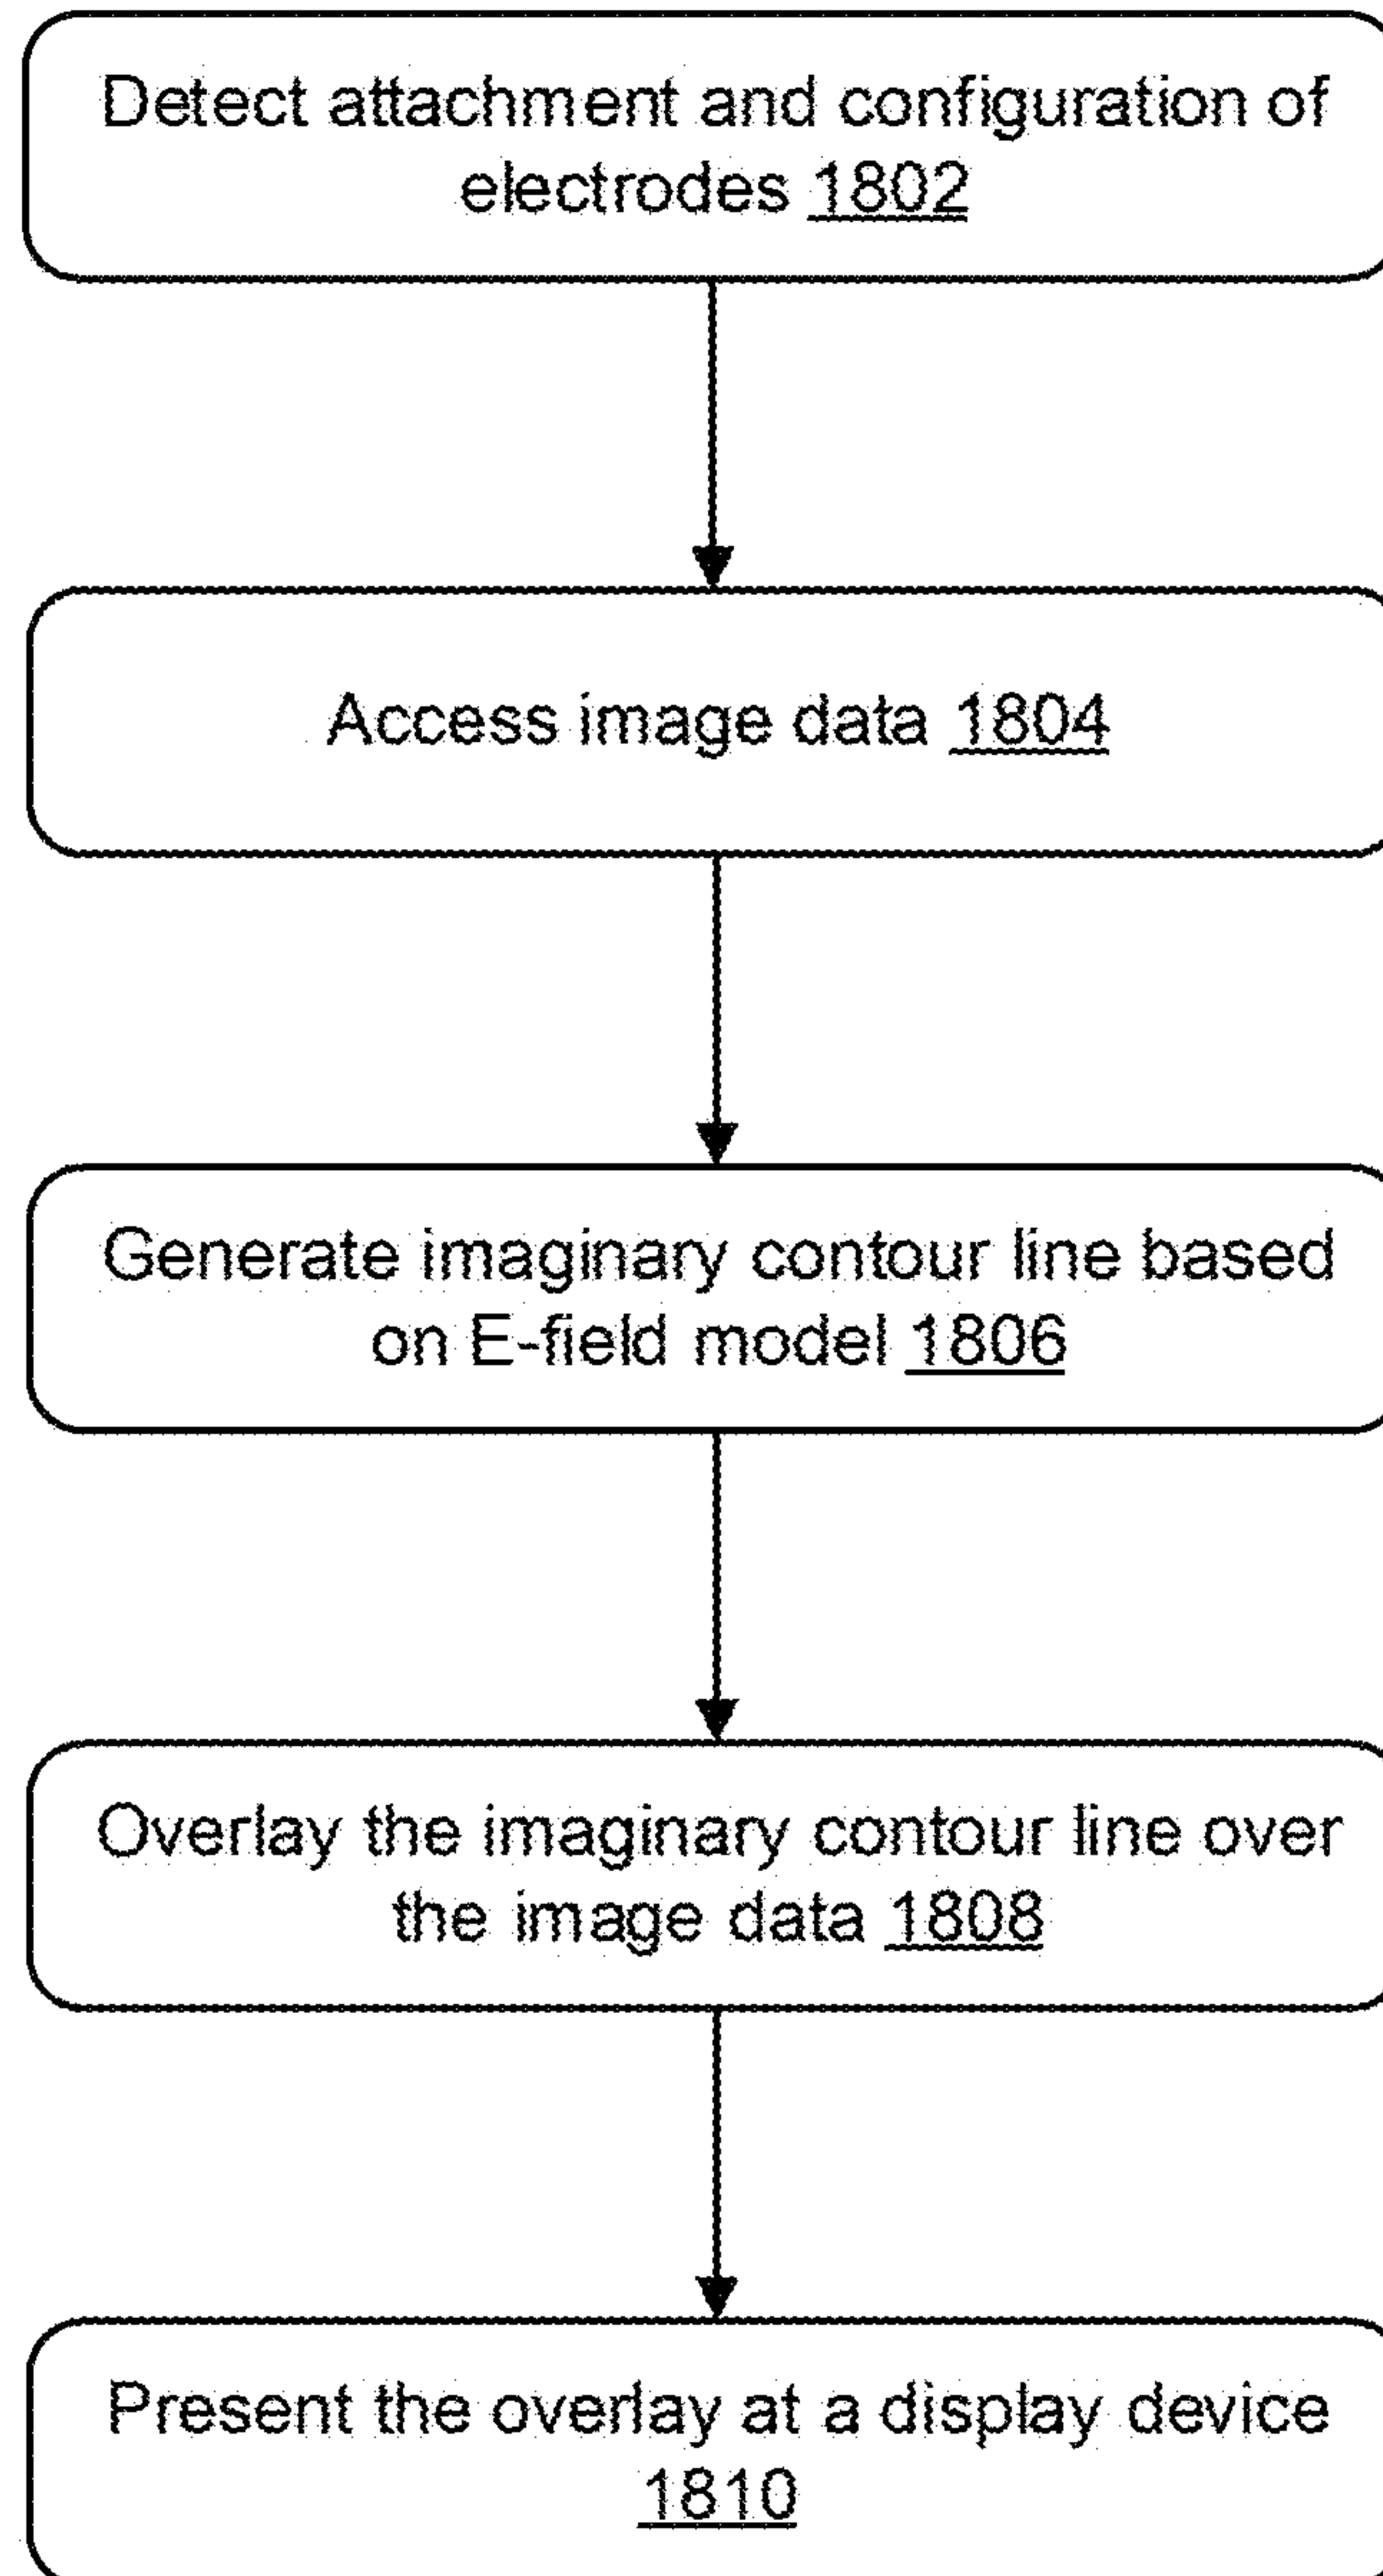 Detect attachment and configuration of
electrodes 1802
Access image data 1804
Generate imaginary contour line based
on E-field model 1806
Overlay the imaginary contour line over
the image data 1808
Present the overlay at a display device
1810